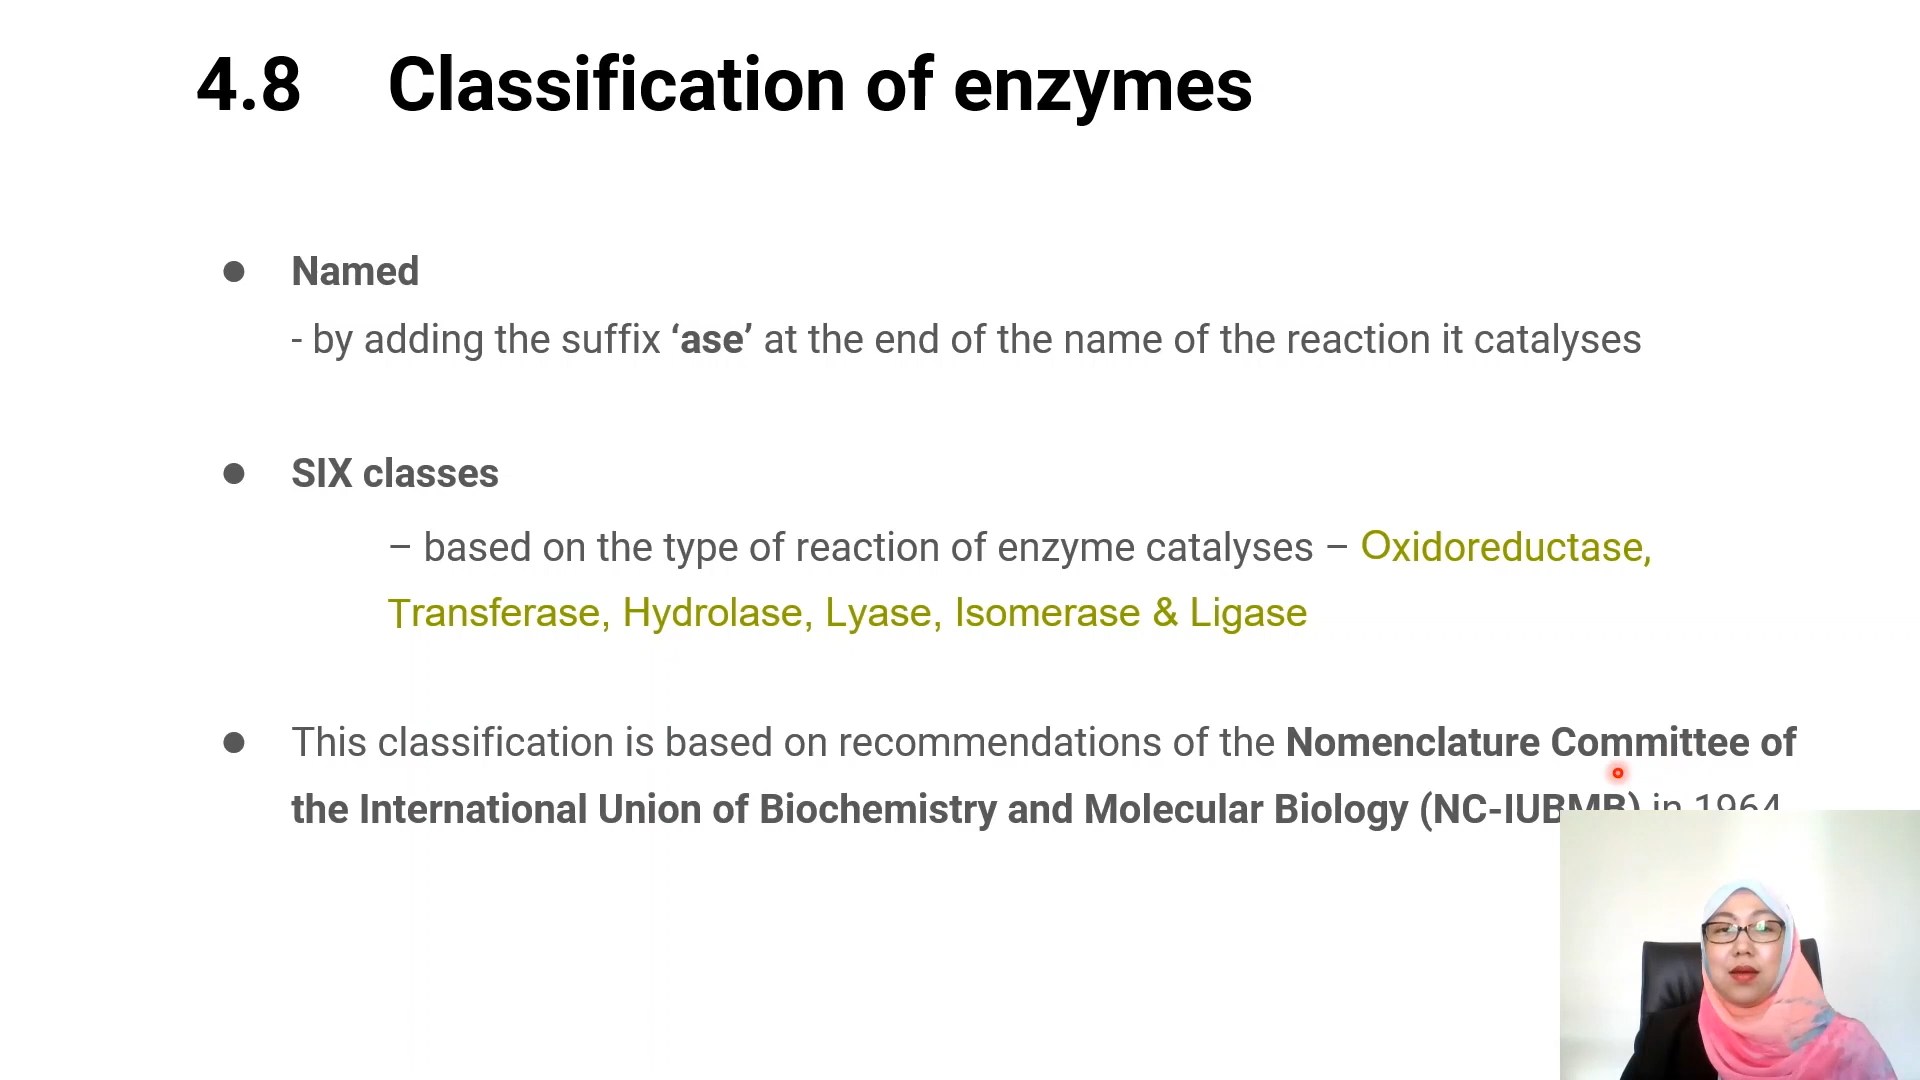 4.8 Classification of enzymes
● Named
- by adding the suffix ‘ase’ at the end of the name of the reaction it catalyses
● SIX classes
– based on the type of reaction of enzyme catalyses – Oxidoreductase,
Transferase, Hydrolase, Lyase, Isomerase & Ligase
● This classification is based on recommendations of the Nomenclature Committee of
the International Union of Biochemistry and Molecular Biology (NC-IUBMB) in 1964